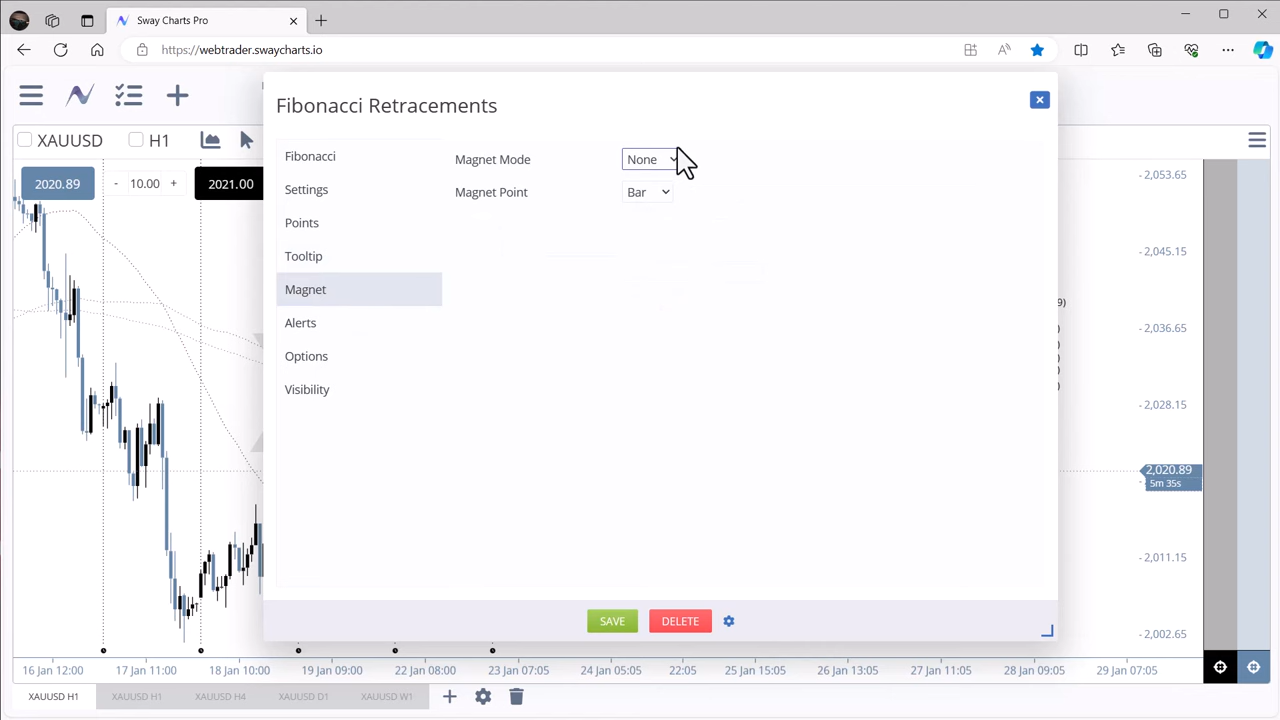 Sway Charts Pro
https://webtrader.swaycharts.io
XAUUSD
H1
2020.89
- 10.00 +
2021.00
Fibonacci Retracements
Fibonacci
Settings
Points
Tooltip
Magnet
Alerts
Options
Visibility
Magnet Mode
None
Magnet Point
Bar
SAVE
DELETE
2,053.65
2,045.15
2,036.65
2,028.15
2,020.89
5m 35s
2,011.15
2,002.65
16 Jan 12:00
17 Jan 11:00
18 Jan 10:00
19 Jan 09:00
22 Jan 08:00
23 Jan 07:05
24 Jan 05:05
22:05
25 Jan 15:05
26 Jan 13:05
27 Jan 11:05
28 Jan 09:05
29 Jan 07:05
XAUUSD H1
XAUUSD H1
XAUUSD H4
XAUUSD D1
XAUUSD W1